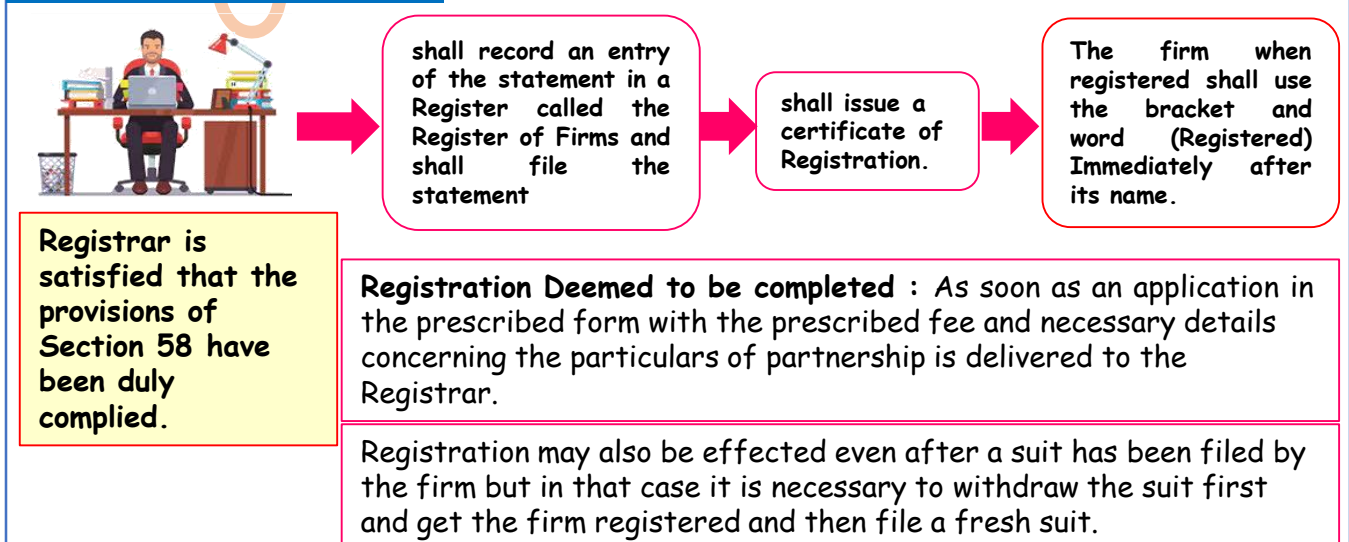 shall record an entry
of the statement in a
Register called the
Register of Firms and
shall file the
statement
shall issue a
certificate of
Registration.
The firm when
registered shall use
the bracket and
word (Registered)
Immediately after
its name.
Registrar is
satisfied that the
provisions of
Section 58 have
been duly
complied.
Registration Deemed to be completed : As soon as an application in
the prescribed form with the prescribed fee and necessary details
concerning the particulars of partnership is delivered to the
Registrar.
Registration may also be effected even after a suit has been filed by
the firm but in that case it is necessary to withdraw the suit first
and get the firm registered and then file a fresh suit.